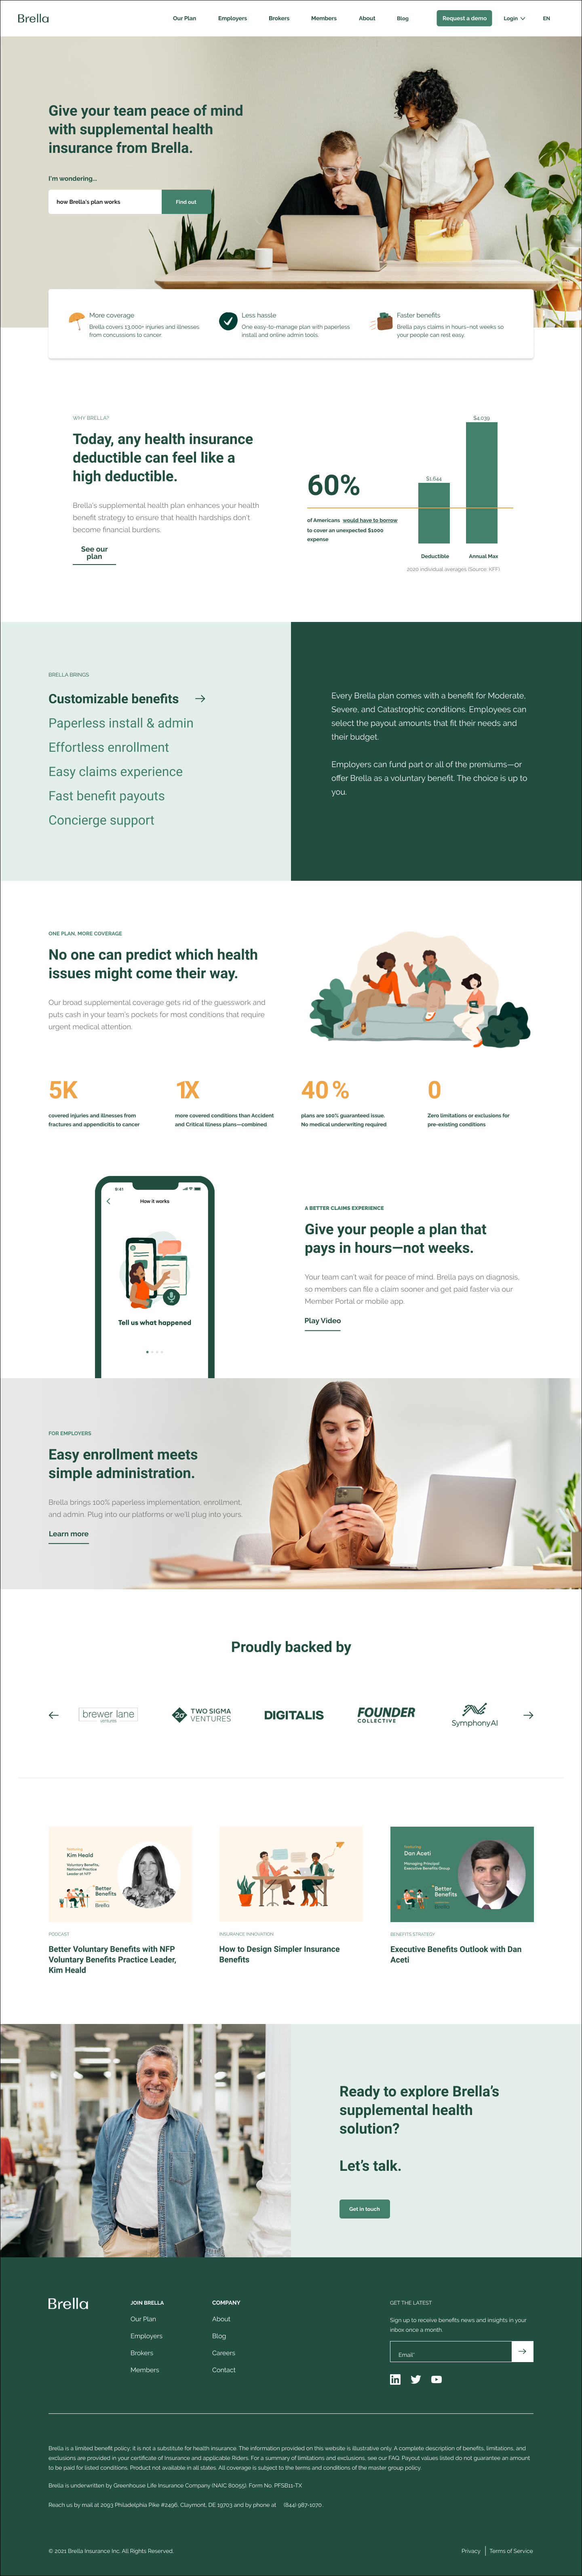 Brella
Our Plan
Employers
Brokers
Members
About
Blog
Request a demo
Login
EN
Give your team peace of mind
with supplemental health
insurance from Brella.
I'm wondering...
how Brella's plan works
Find out
More coverage
Brella covers 13,000+ injuries and illnesses
from concussions to cancer.
Less hassle
One easy-to-manage plan with paperless
install and online admin tools.
Faster benefits
Brella pays claims in hours–not weeks so
your people can rest easy.
WHY BRELLA?
Today, any health insurance
deductible can feel like a
high deductible.
Brella's supplemental health plan enhances your health
benefit strategy to ensure that health hardships don't
become financial burdens.
See our
plan
60%
of Americans would have to borrow
to cover an unexpected $1000
expense
$1,644
$4,039
Deductible
Annual Max
2020 individual averages (Source: KFF)
BRELLA BRINGS
Customizable benefits
Paperless install & admin
Effortless enrollment
Easy claims experience
Fast benefit payouts
Concierge support
Every Brella plan comes with a benefit for Moderate,
Severe, and Catastrophic conditions. Employees can
select the payout amounts that fit their needs and
their budget.
Employers can fund part or all of the premiums—or
offer Brella as a voluntary benefit. The choice is up to
you.
ONE PLAN, MORE COVERAGE
No one can predict which health
issues might come their way.
Our broad supplemental coverage gets rid of the guesswork and
puts cash in your team's pockets for most conditions that require
urgent medical attention.
5K
covered injuries and illnesses from
fractures and appendicitis to cancer
1X
more covered conditions than Accident
and Critical Illness plans—combined
40 %
plans are 100% guaranteed issue.
No medical underwriting required
0
Zero limitations or exclusions for
pre-existing conditions
9:41
How it works
Tell us what happened
A BETTER CLAIMS EXPERIENCE
Give your people a plan that
pays in hours—not weeks.
Your team can't wait for peace of mind. Brella pays on diagnosis,
so members can file a claim sooner and get paid faster via our
Member Portal or mobile app.
Play Video
FOR EMPLOYERS
Easy enrollment meets
simple administration.
Brella brings 100% paperless implementation, enrollment,
and admin. Plug into our platforms or we'll plug into yours.
Learn more
Proudly backed by
brewer lane
ventures
2σ
TWO SIGMA
VENTURES
DIGITALIS
FOUNDER
COLLECTIVE
SymphonyAI
featuring
Kim Heald
Voluntary Benefits,
National Practice
Leader at NFP
Better
Benefits
Brella
featuring
Dan Aceti
Managing Principal
Executive Benefits Group
Better
Benefits
Brella
PODCAST
Better Voluntary Benefits with NFP
Voluntary Benefits Practice Leader,
Kim Heald
INSURANCE INNOVATION
How to Design Simpler Insurance
Benefits
BENEFITS STRATEGY
Executive Benefits Outlook with Dan
Aceti
Ready to explore Brella's
supplemental health
solution?
Let's talk.
Get in touch
Brella
JOIN BRELLA
Our Plan
Employers
Brokers
Members
COMPANY
About
Blog
Careers
Contact
GET THE LATEST
Sign up to receive benefits news and insights in your
inbox once a month.
Email*
Brella is a limited benefit policy; it is not a substitute for health insurance. The information provided on this website is illustrative only. A complete description of benefits, limitations, and
exclusions are provided in your certificate of Insurance and applicable Riders. For a summary of limitations and exclusions, see our FAQ. Payout values listed do not guarantee an amount
to be paid for listed conditions. Product not available in all states. All coverage is subject to the terms and conditions of the master group policy.
Brella is underwritten by Greenhouse Life Insurance Company (NAIC 80055). Form No. PFSB11-TX
Reach us by mail at 2093 Philadelphia Pike #2496, Claymont, DE 19703 and by phone at (844) 987-1070.
© 2021 Brella Insurance Inc. All Rights Reserved.
Privacy
Terms of Service